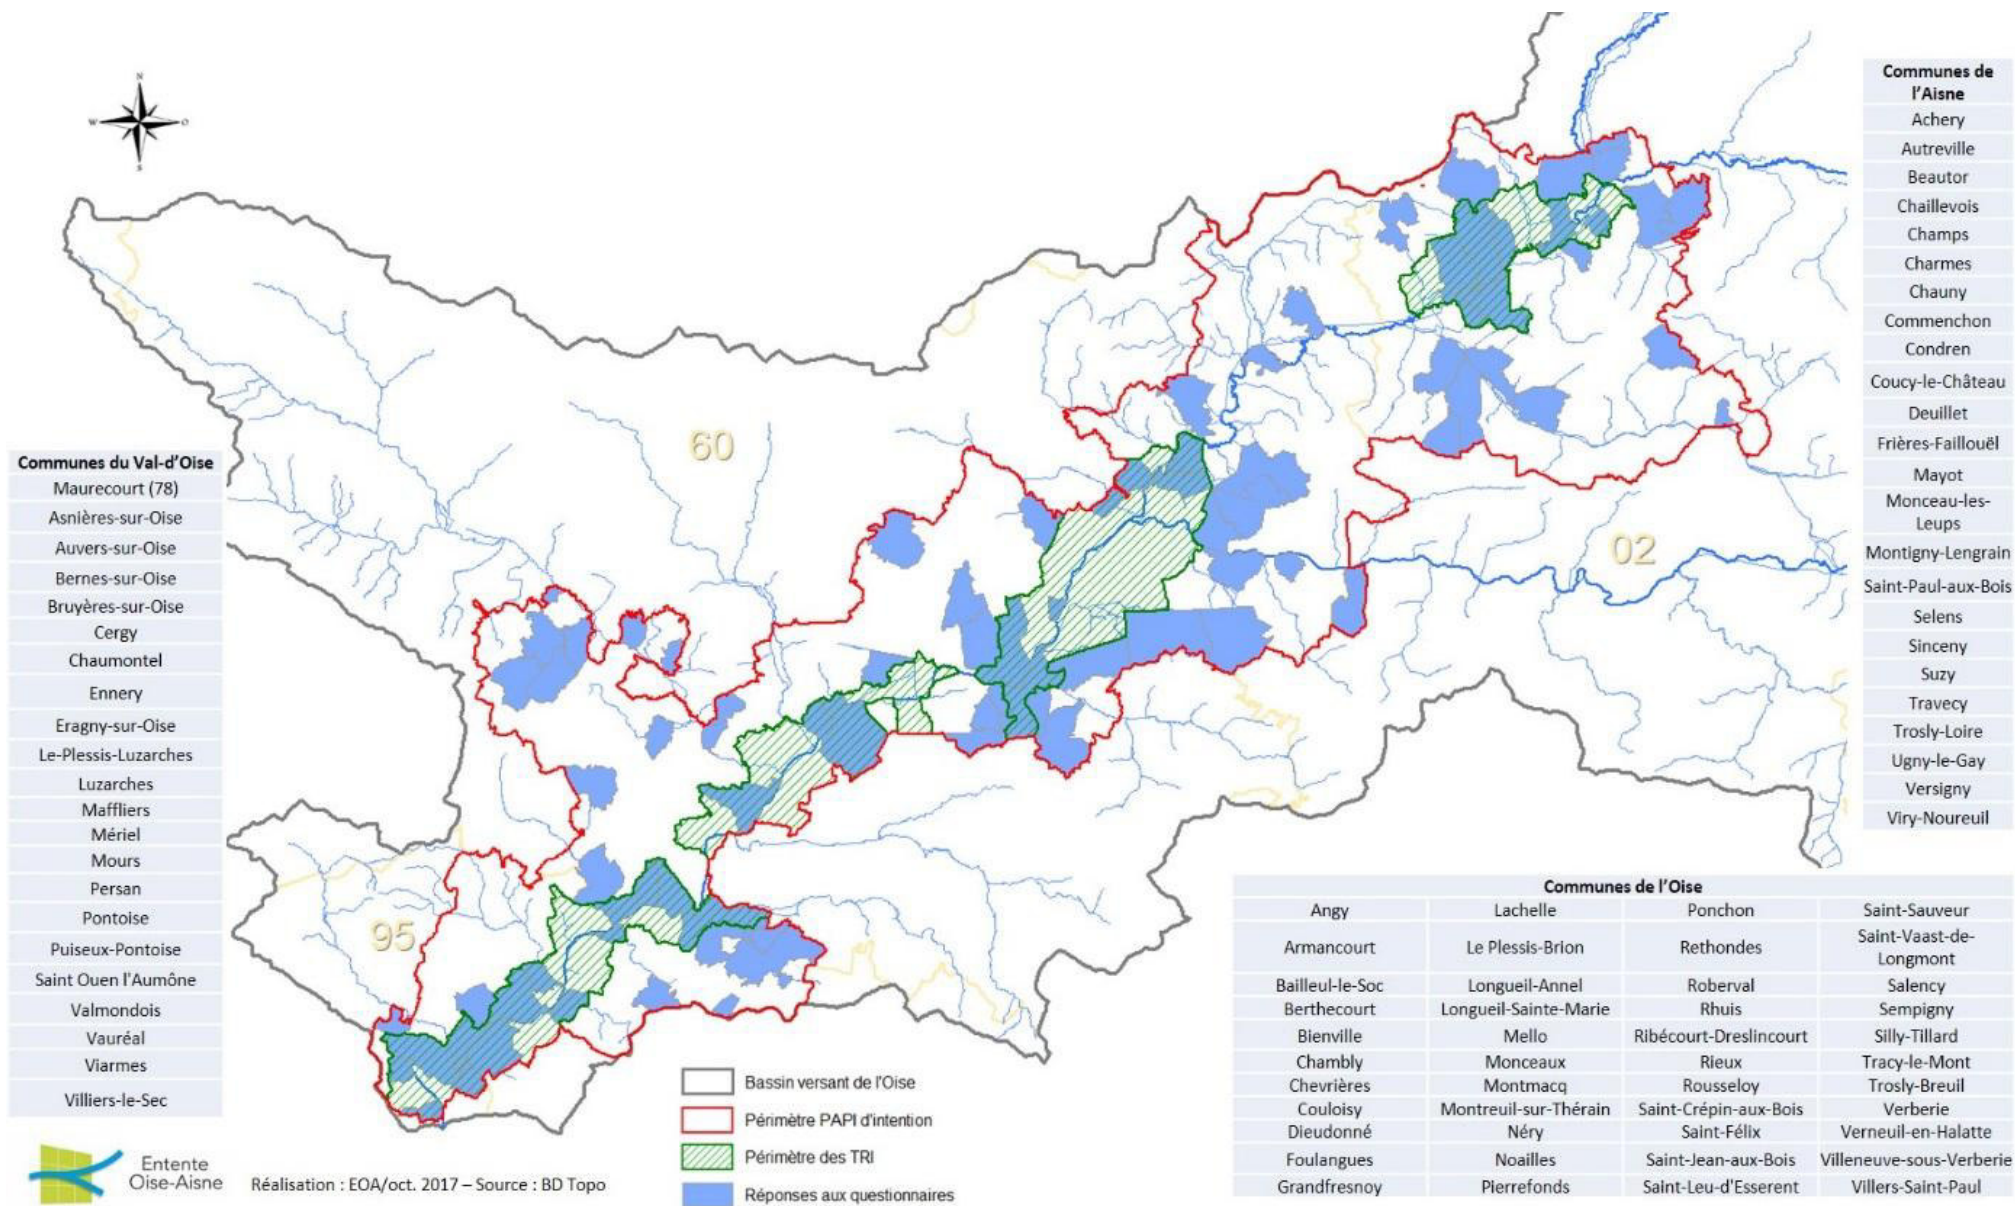 N
W
O
S
60
02
95
Communes de
l'Aisne
Achery
Autreville
Beautor
Chaillevois
Champs
Charmes
Chauny
Commenchon
Condren
Coucy-le-Château
Deuillet
Frières-Faillouël
Mayot
Monceau-les-
Leups
Montigny-Lengrain
Saint-Paul-aux-Bois
Selens
Sinceny
Suzy
Travecy
Trosly-Loire
Ugny-le-Gay
Versigny
Viry-Noureuil
Communes du Val-d'Oise
Maurecourt (78)
Asnières-sur-Oise
Auvers-sur-Oise
Bernes-sur-Oise
Bruyères-sur-Oise
Cergy
Chaumontel
Ennery
Eragny-sur-Oise
Le-Plessis-Luzarches
Luzarches
Maffliers
Mériel
Mours
Persan
Pontoise
Puiseux-Pontoise
Saint Ouen l'Aumône
Valmondois
Vauréal
Viarmes
Villiers-le-Sec
Communes de l'Oise
Angy Lachelle Ponchon Saint-Sauveur
Armancourt Le Plessis-Brion Rethondes Saint-Vaast-de-
Longmont
Bailleul-le-Soc Longueil-Annel Roberval Salency
Berthecourt Longueil-Sainte-Marie Rhuis Sempigny
Bienville Mello Ribécourt-Dreslincourt Silly-Tillard
Chambly Monceaux Rieux Tracy-le-Mont
Chevrières Montmacq Rousseloy Trosly-Breuil
Couloisy Montreuil-sur-Thérain Saint-Crépin-aux-Bois Verberie
Dieudonné Néry Saint-Félix Verneuil-en-Halatte
Foulangues Noailles Saint-Jean-aux-Bois Villeneuve-sous-Verberie
Grandfresnoy Pierrefonds Saint-Leu-d'Esserent Villers-Saint-Paul
Bassin versant de l'Oise
Périmètre PAPI d'intention
Périmètre des TRI
Réponses aux questionnaires
Entente
Oise-Aisne
Réalisation : EOA/oct. 2017 – Source : BD Topo